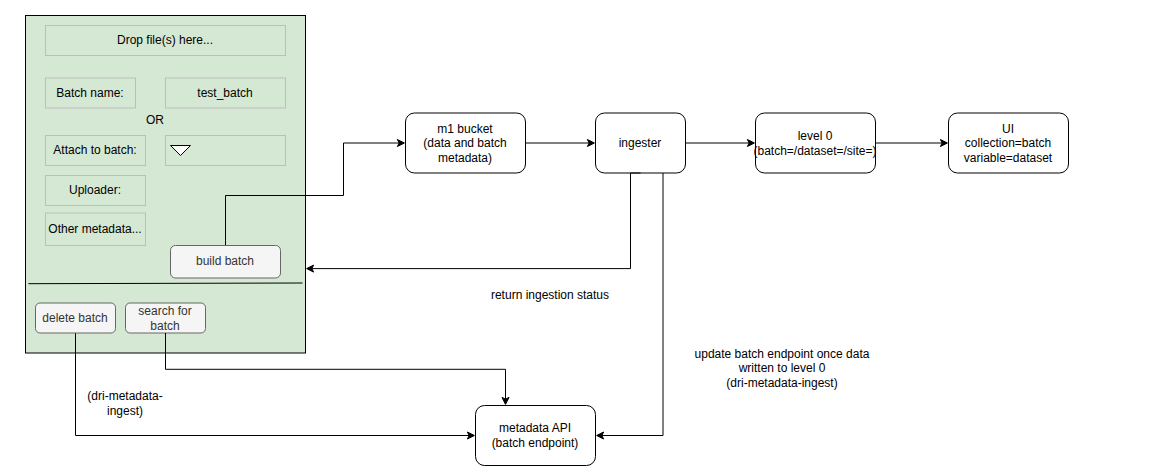 Drop file(s) here...
Batch name:
test_batch
OR
Attach to batch:
Uploader:
Other metadata...
build batch
delete batch
search for
batch
m1 bucket
(data and batch
metadata)
ingester
level 0
(batch=/dataset=/site=)
UI
collection=batch
variable=dataset
return ingestion status
update batch endpoint once data
written to level 0
(dri-metadata-ingest)
(dri-metadata-
ingest)
metadata API
(batch endpoint)